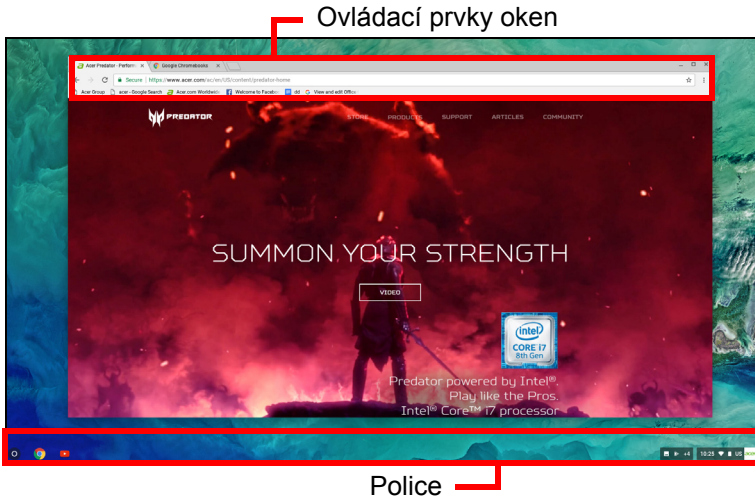 Ovládací prvky oken
Acer Predator - Perform x Google Chromebooks x
Secure | https://www.acer.com/ac/en/US/content/predator-home
Acer Group acer - Google Search Acer.com Worldwide Welcome to Facebo dd View and edit Office
PREDATOR STORE PRODUCTS SUPPORT ARTICLES COMMUNITY
SUMMON YOUR STRENGTH
VIDEO
intel
CORE i7
8th Gen
Predator powered by Intel®.
Play like the Pros.
Intel® Core™ i7 processor
+4 10:25 US
Police